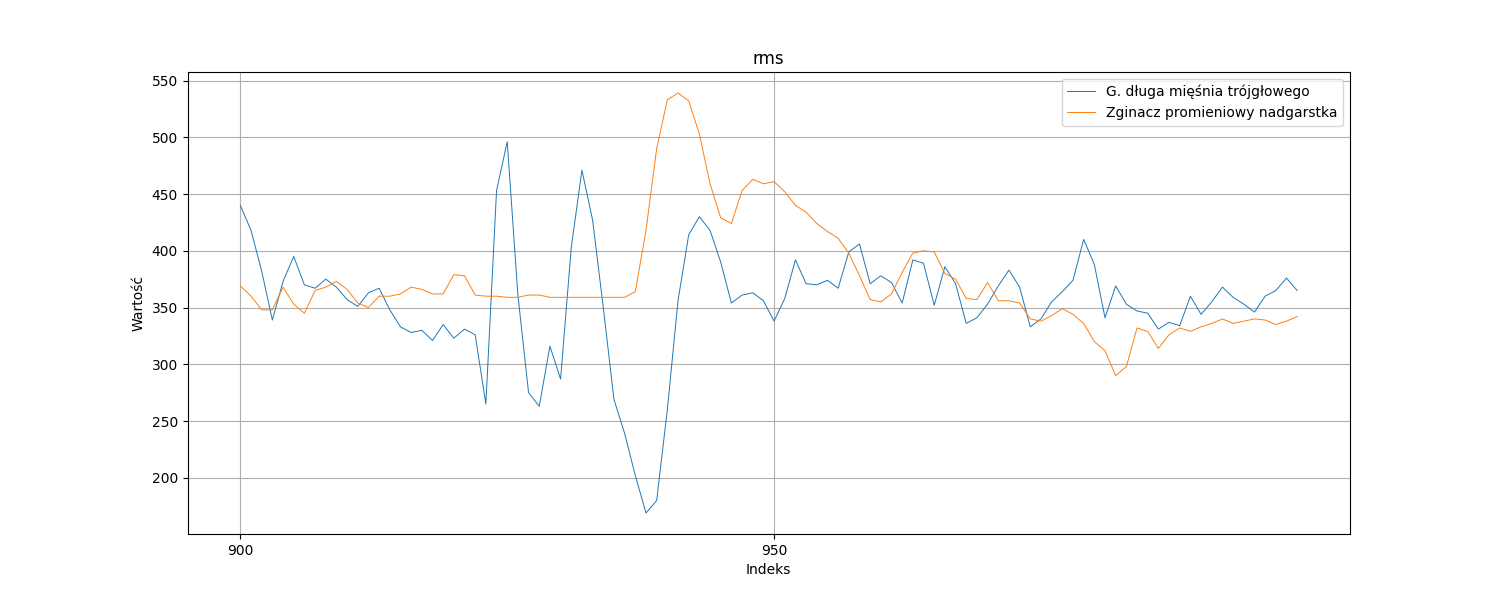 rms
G. długa mięśnia trójgłowego
Zginacz promieniowy nadgarstka
550
500
450
400
350
300
250
200
Wartość
900
950
Indeks